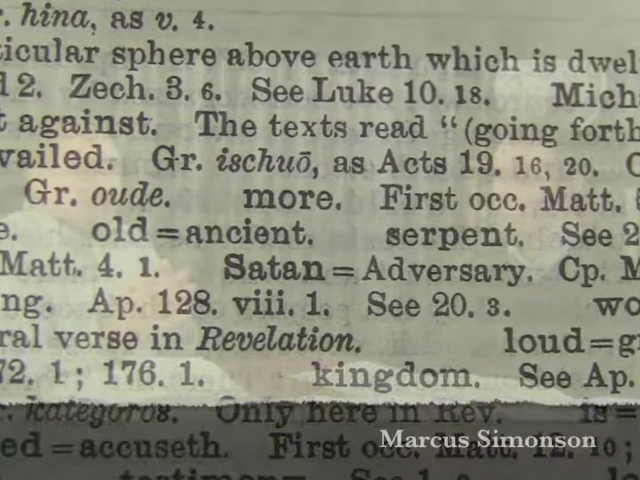 . hina, as v. 4.
icular sphere above earth which is dwel
2. Zech. 3. 6. See Luke 10. 18. Mich
t against. The texts read "(going forth
vailed. Gr. ischuō, as Acts 19. 16, 20.
Gr. oude. more. First occ. Matt.
e. old=ancient. serpent. See 2
Matt. 4. 1. Satan=Adversary. Cp. M
ng. Ap. 128. viii. 1. See 20. 3. wo
ral verse in Revelation. loud=g
72. 1; 176. 1. kingdom. See Ap.
kategoros. Only here in Rev. is=
ed=accuseth. First occ. Matt. 12. 10;
Marcus Simonson